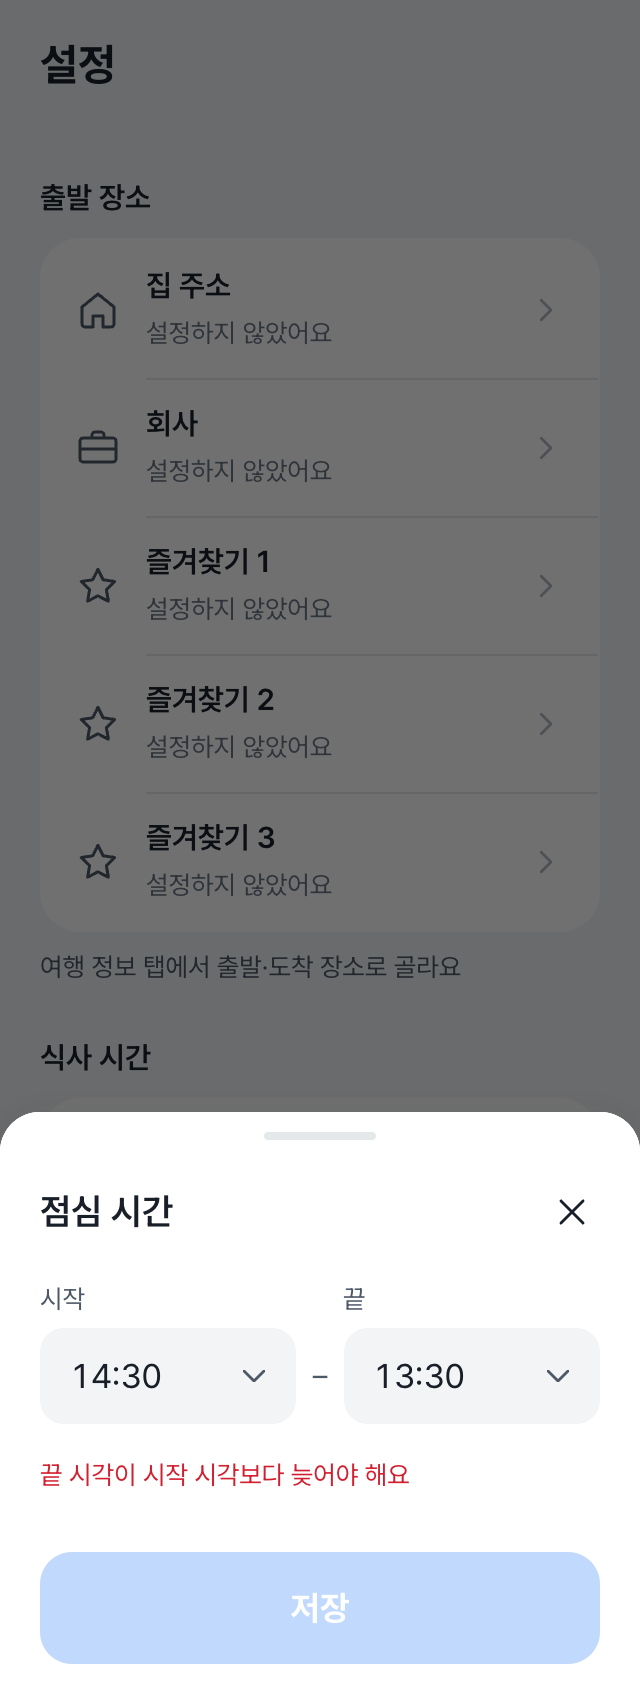 설정
출발 장소
집 주소
설정하지 않았어요
회사
설정하지 않았어요
즐겨찾기 1
설정하지 않았어요
즐겨찾기 2
설정하지 않았어요
즐겨찾기 3
설정하지 않았어요
여행 정보 탭에서 출발·도착 장소로 골라요
식사 시간
점심 시간
시작 끝
14:30 – 13:30
끝 시각이 시작 시각보다 늦어야 해요
저장